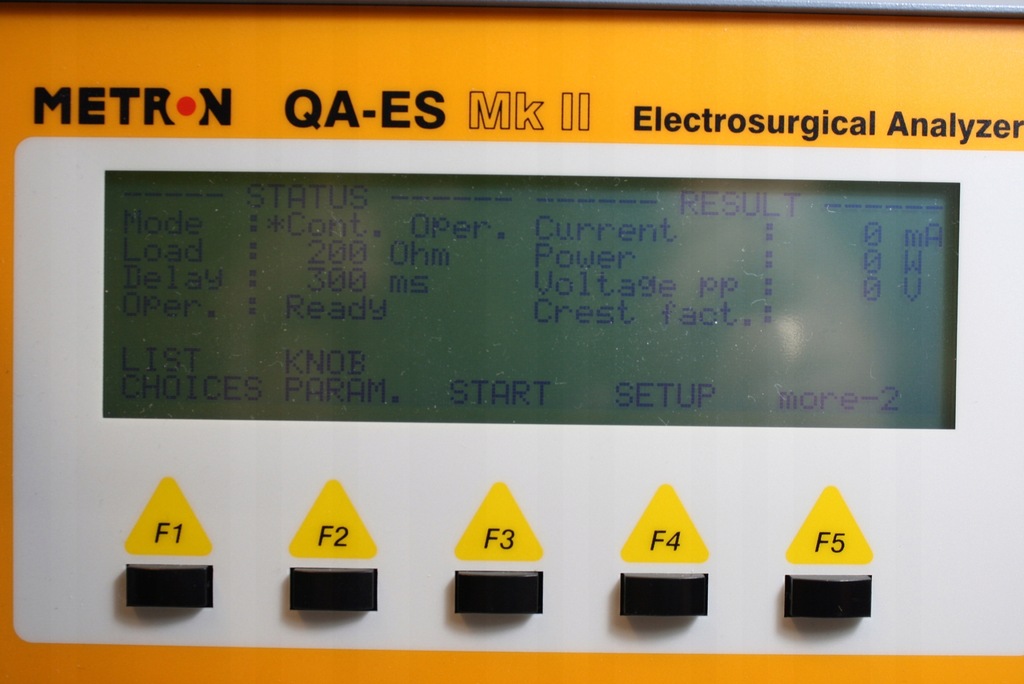 METRON QA-ES Mk II Electrosurgical Analyzer
------ STATUS ------ ------ RESULT ------
Mode :*Cont. Oper. Current : 0 mA
Load : 200 Ohm Power : 0 W
Delay : 300 ms Voltage pp : 0 V
Oper. : Ready Crest fact.:
LIST KNOB
CHOICES PARAM. START SETUP more-2
F1 F2 F3 F4 F5